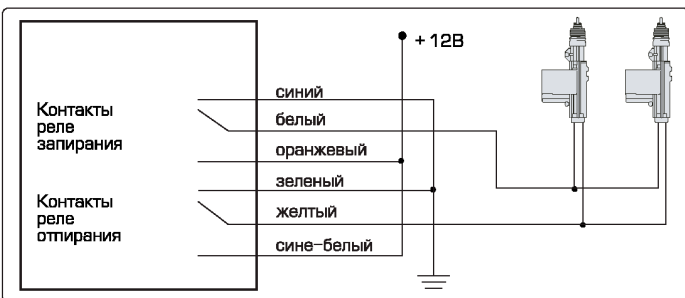 + 12В
синий
Контакты
реле
запирания
белый
оранжевый
зеленый
Контакты
реле
отпирания
желтый
сине-белый